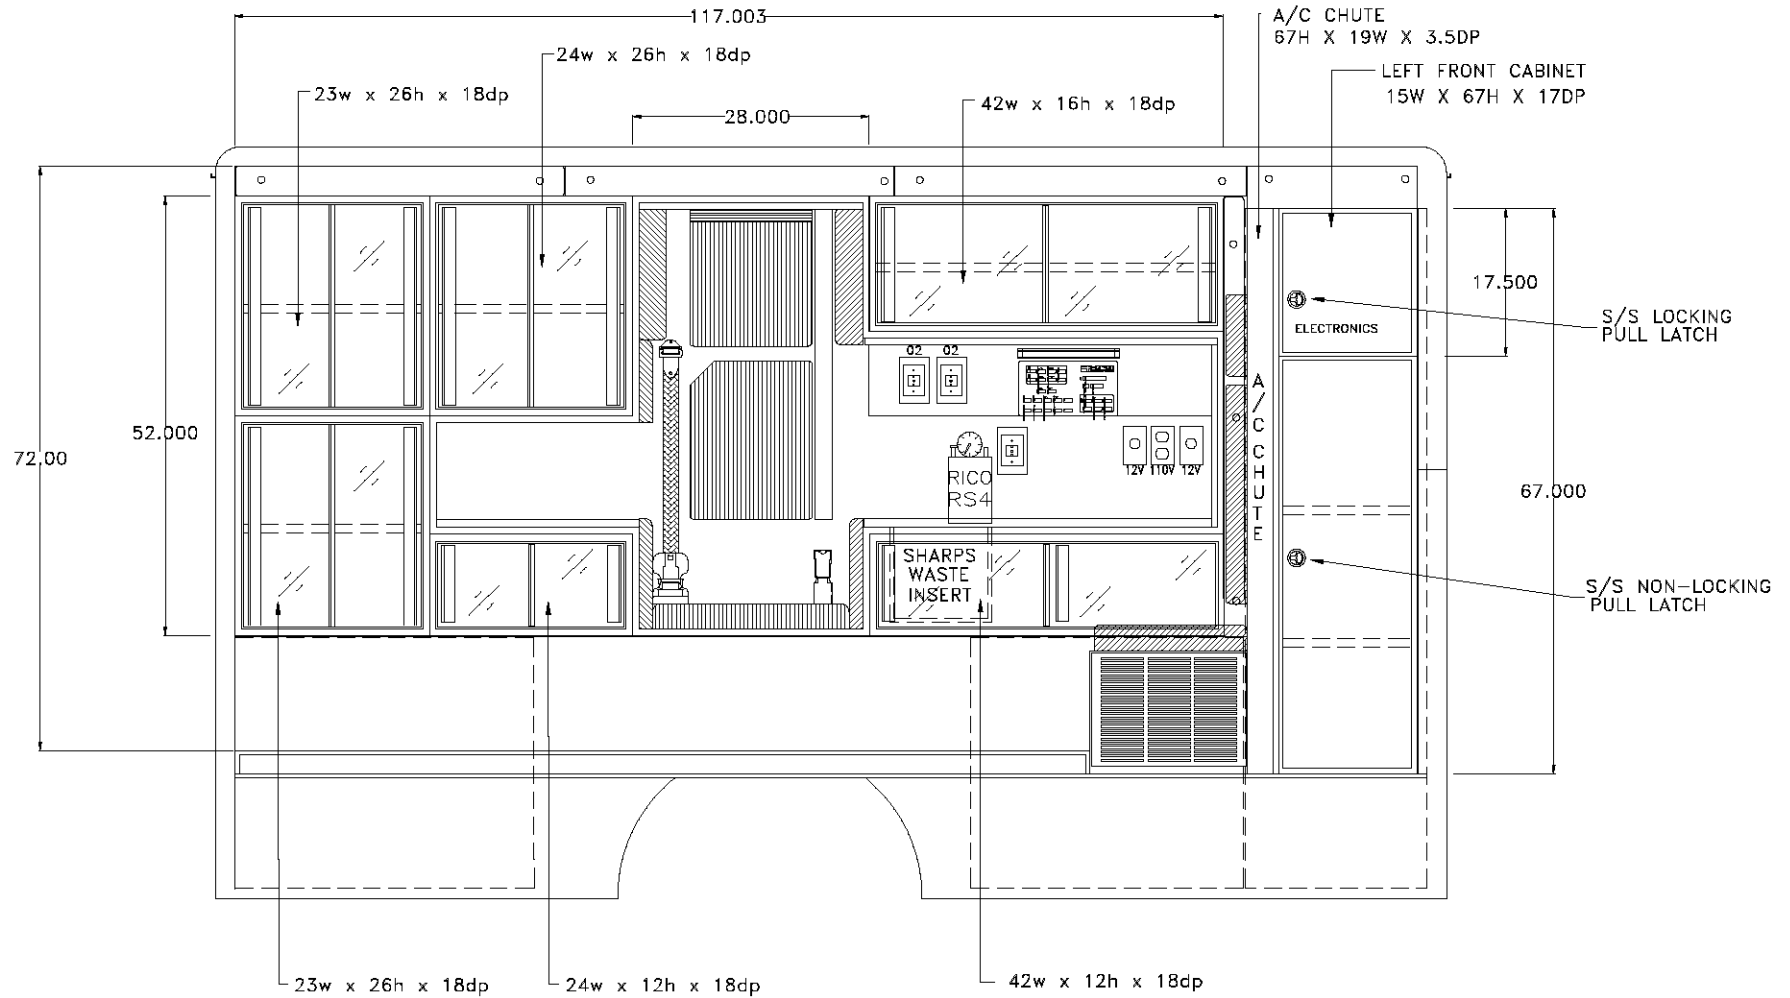 117.003
A/C CHUTE
67H X 19W X 3.5DP
24w x 26h x 18dp
LEFT FRONT CABINET
15W X 67H X 17DP
23w x 26h x 18dp
42w x 16h x 18dp
28.000
17.500
S/S LOCKING
PULL LATCH
ELECTRONICS
O2 O2
A/C CHUTE
52.000
72.00
12V 110V 12V
RICO
RS4
67.000
SHARPS
WASTE
INSERT
S/S NON-LOCKING
PULL LATCH
23w x 26h x 18dp
24w x 12h x 18dp
42w x 12h x 18dp